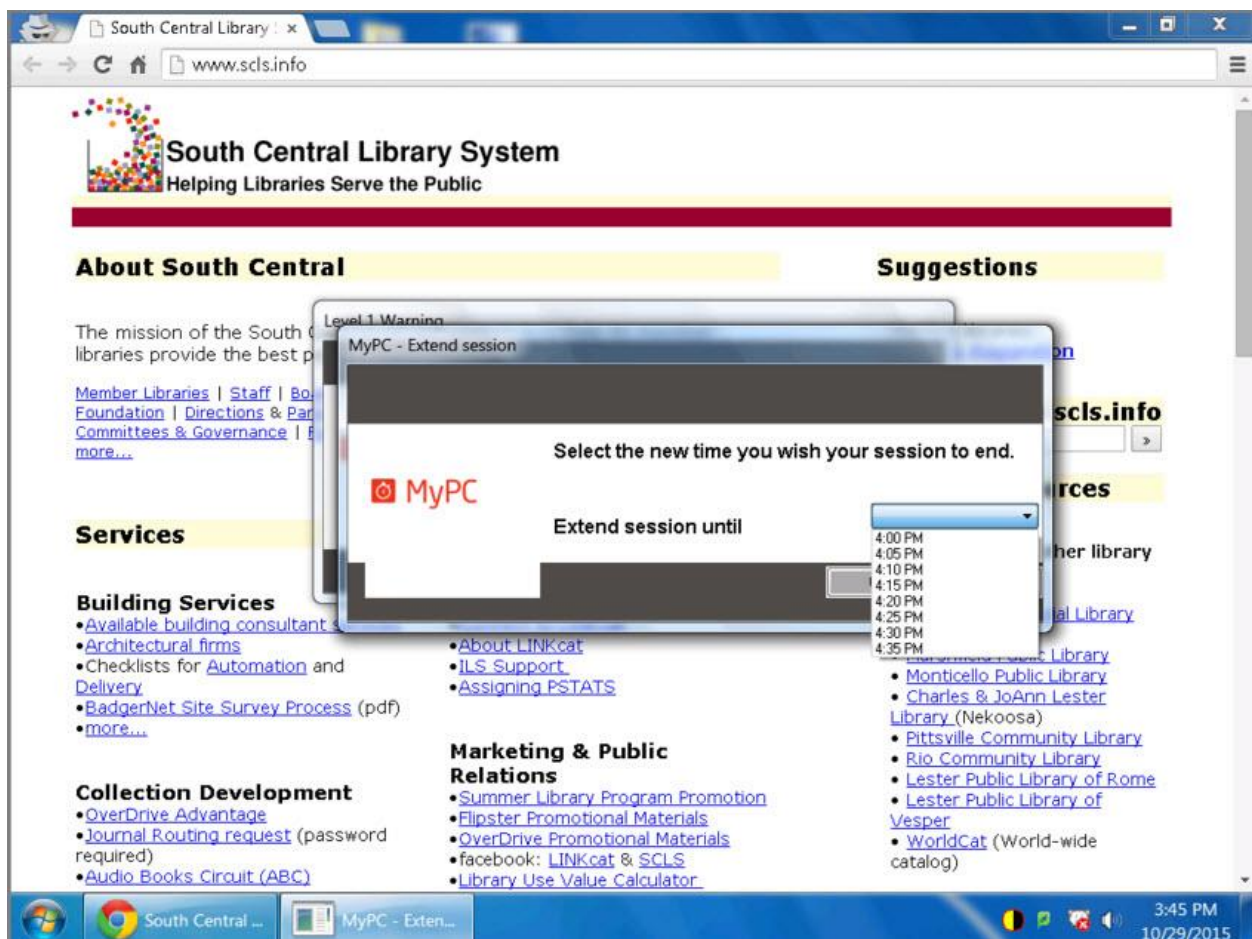 South Central Library
www.scls.info
South Central Library System
Helping Libraries Serve the Public
About South Central
Suggestions
The mission of the South
libraries provide the best p
Member Libraries | Staff | Bo
Foundation | Directions & Par
Committees & Governance |
more...
scls.info
»
Level 1 Warning
MyPC - Extend session
Select the new time you wish your session to end.
MyPC
Extend session until
4:00 PM
4:05 PM
4:10 PM
4:15 PM
4:20 PM
4:25 PM
4:30 PM
4:35 PM
Services
Building Services
•Available building consultant
•Architectural firms
•Checklists for Automation and
Delivery
•BadgerNet Site Survey Process (pdf)
•more...
Collection Development
•OverDrive Advantage
•Journal Routing request (password
required)
•Audio Books Circuit (ABC)
•About LINKcat
•ILS Support
•Assigning PSTATS
Marketing & Public
Relations
•Summer Library Program Promotion
•Flipster Promotional Materials
•OverDrive Promotional Materials
•facebook: LINKcat & SCLS
•Library Use Value Calculator
rces
her library
al Library
Public Library
• Monticello Public Library
• Charles & JoAnn Lester
Library (Nekoosa)
• Pittsville Community Library
• Rio Community Library
• Lester Public Library of Rome
• Lester Public Library of
Vesper
• WorldCat (World-wide
catalog)
South Central ...
MyPC - Exten...
3:45 PM
10/29/2015